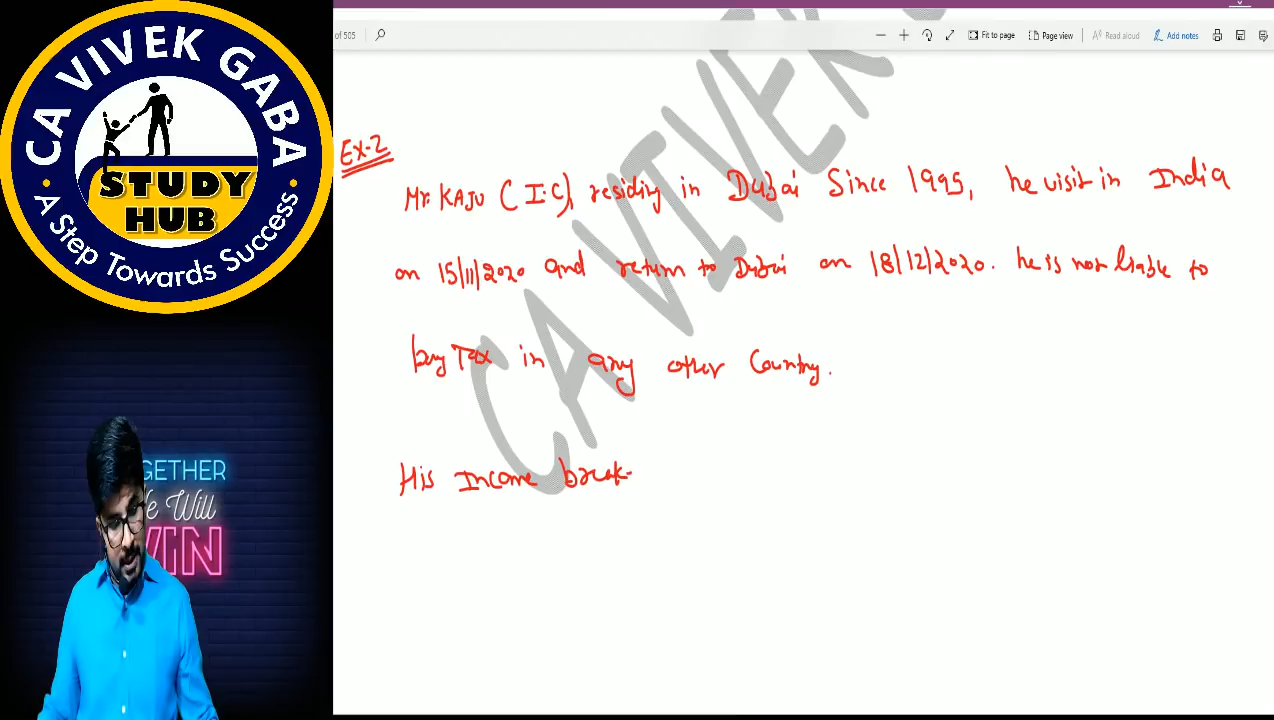 CA VIVEK GABA
STUDY
HUB
• A Step Towards Success •
of 505
Fit to page
Page view
Read aloud
Add notes
EX-2
Mr. KAJU (I.C), residing in Dubai Since 1995, he visit in India
on 15/11/2020 and return to Dubai on 18/12/2020. he is not liable to
pay Tax in any other Country.
His Income break-
CA VIVEK
GETHER
We Will
WIN